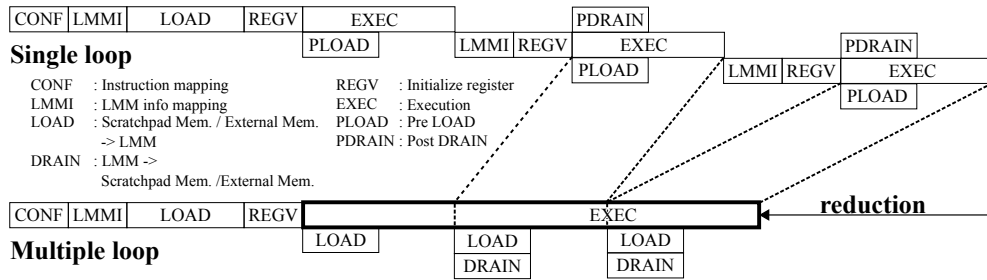 CONF LMMI LOAD REGV EXEC PDRAIN
PLOAD LMMI REGV EXEC PDRAIN
Single loop
PLOAD LMMI REGV EXEC
PLOAD
CONF : Instruction mapping
LMMI : LMM info mapping
LOAD : Scratchpad Mem. / External Mem.
-> LMM
DRAIN : LMM ->
Scratchpad Mem. /External Mem.
REGV : Initialize register
EXEC : Execution
PLOAD : Pre LOAD
PDRAIN : Post DRAIN
CONF LMMI LOAD REGV EXEC reduction
LOAD LOAD LOAD
Multiple loop
DRAIN DRAIN